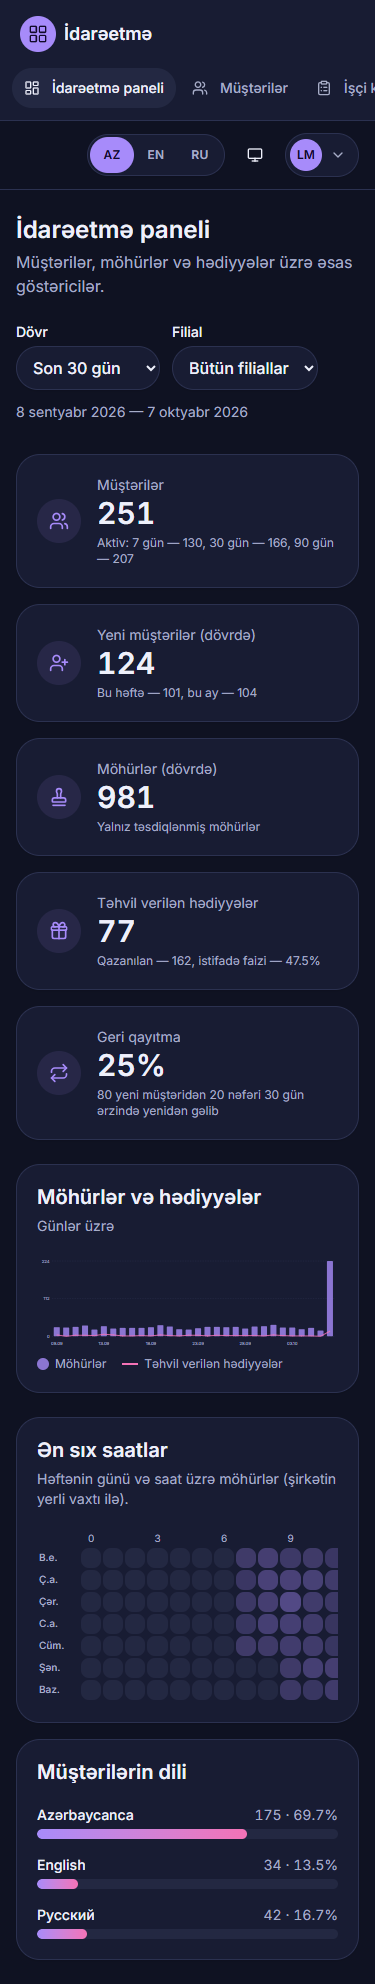 İdarəetmə
İdarəetmə paneli
Müştərilər
İşçi k
AZ
EN
RU
LM
İdarəetmə paneli
Müştərilər, möhürlər və hədiyyələr üzrə əsas
göstəricilər.
Dövr
Filial
Son 30 gün
Bütün filiallar
8 sentyabr 2026 — 7 oktyabr 2026
Müştərilər
251
Aktiv: 7 gün — 130, 30 gün — 166, 90 gün
— 207
Yeni müştərilər (dövrdə)
124
Bu həftə — 101, bu ay — 104
Möhürlər (dövrdə)
981
Yalnız təsdiqlənmiş möhürlər
Təhvil verilən hədiyyələr
77
Qazanılan — 162, istifadə faizi — 47.5%
Geri qayıtma
25%
80 yeni müştəridən 20 nəfəri 30 gün
ərzində yenidən gəlib
Möhürlər və hədiyyələr
Günlər üzrə
224
112
0
Möhürlər
Təhvil verilən hədiyyələr
Ən sıx saatlar
Həftənin günü və saat üzrə möhürlər (şirkətin
yerli vaxtı ilə).
0 3 6 9
B.e.
Ç.a.
Çər.
C.a.
Cüm.
Şən.
Baz.
Müştərilərin dili
Azərbaycanca 175 · 69.7%
English 34 · 13.5%
Русский 42 · 16.7%